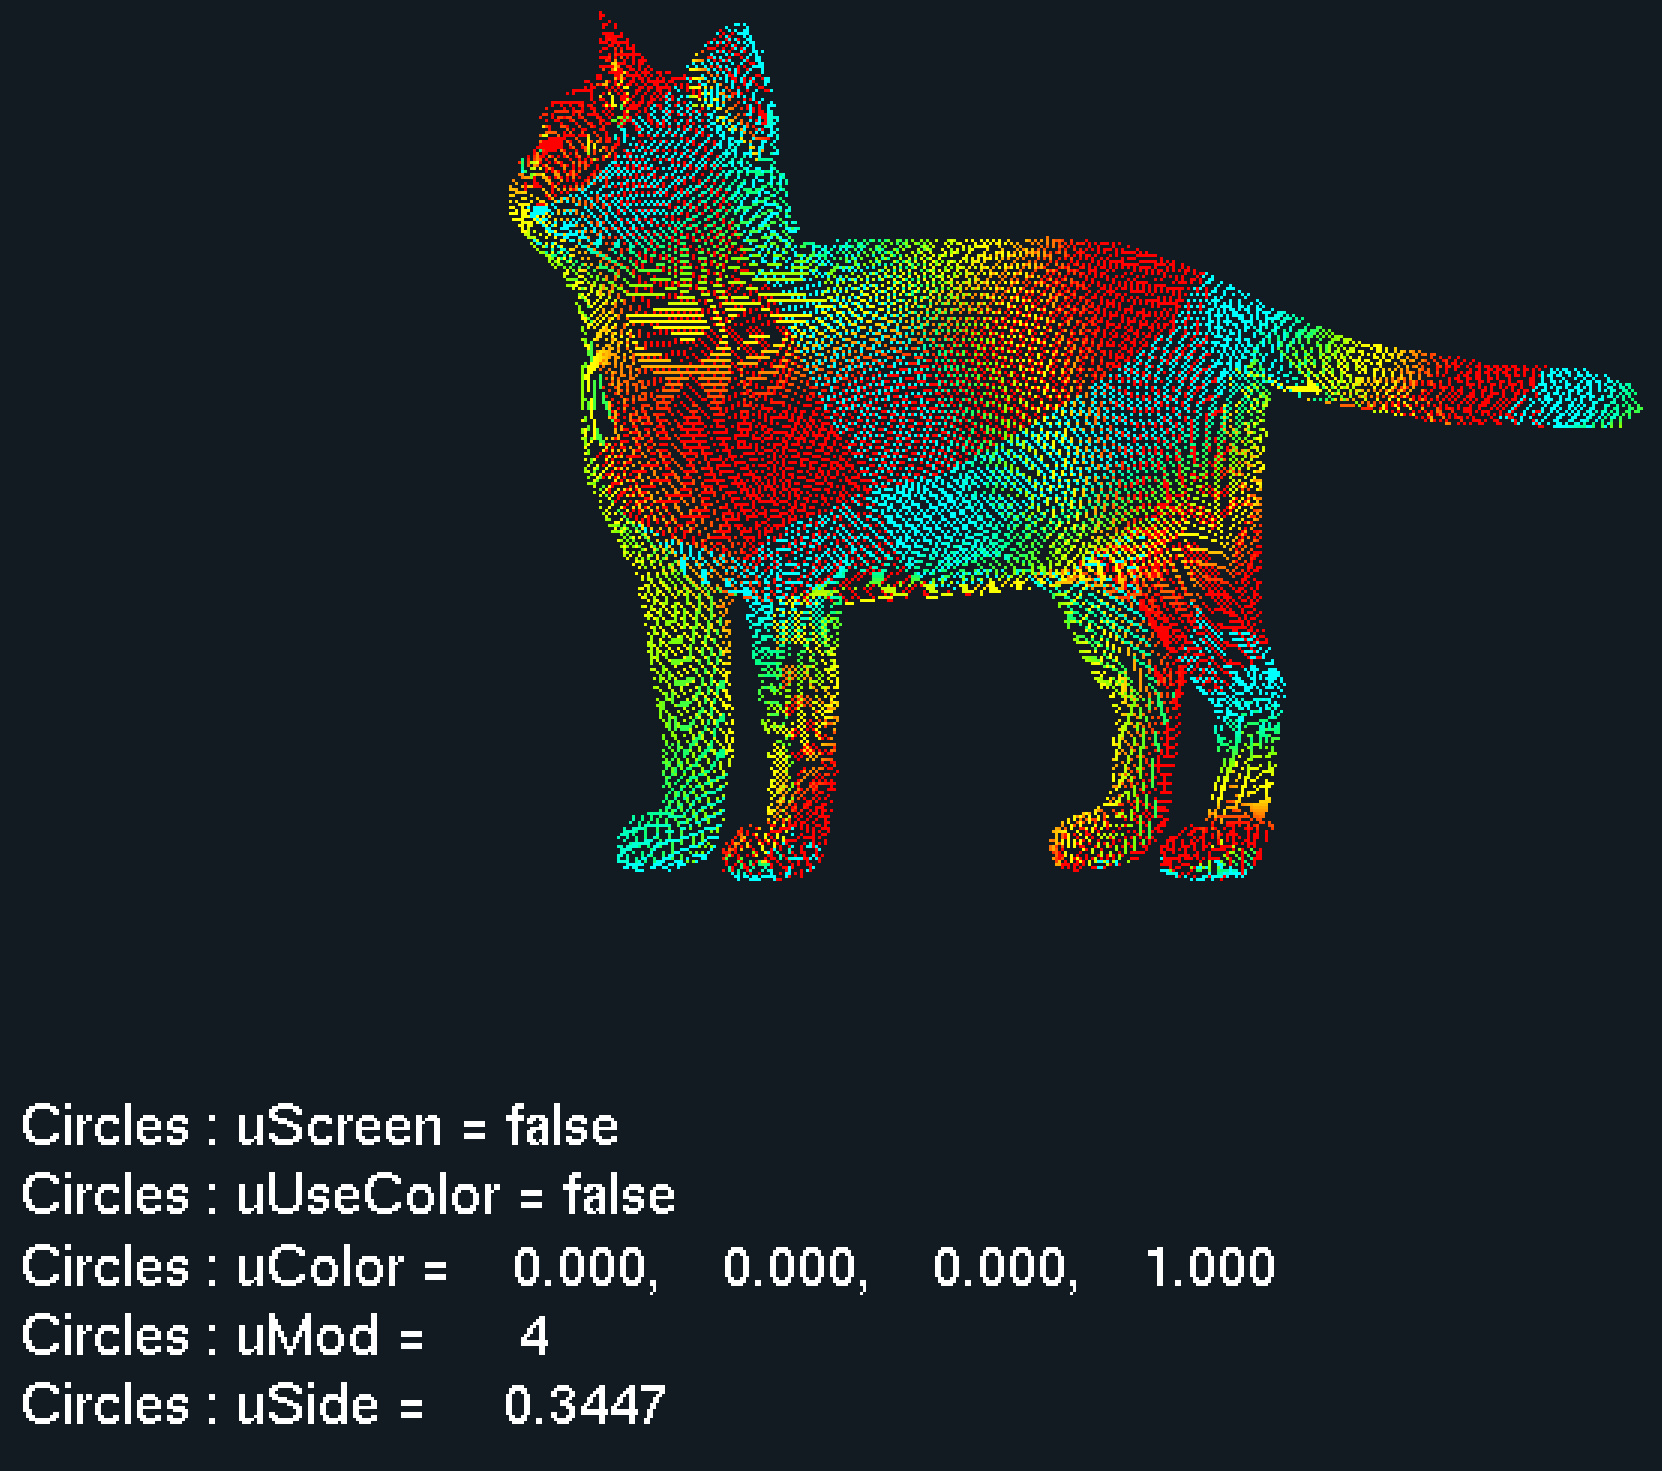 Circles : uScreen = false
Circles : uUseColor = false
Circles : uColor = 0.000, 0.000, 0.000, 1.000
Circles : uMod = 4
Circles : uSide = 0.3447